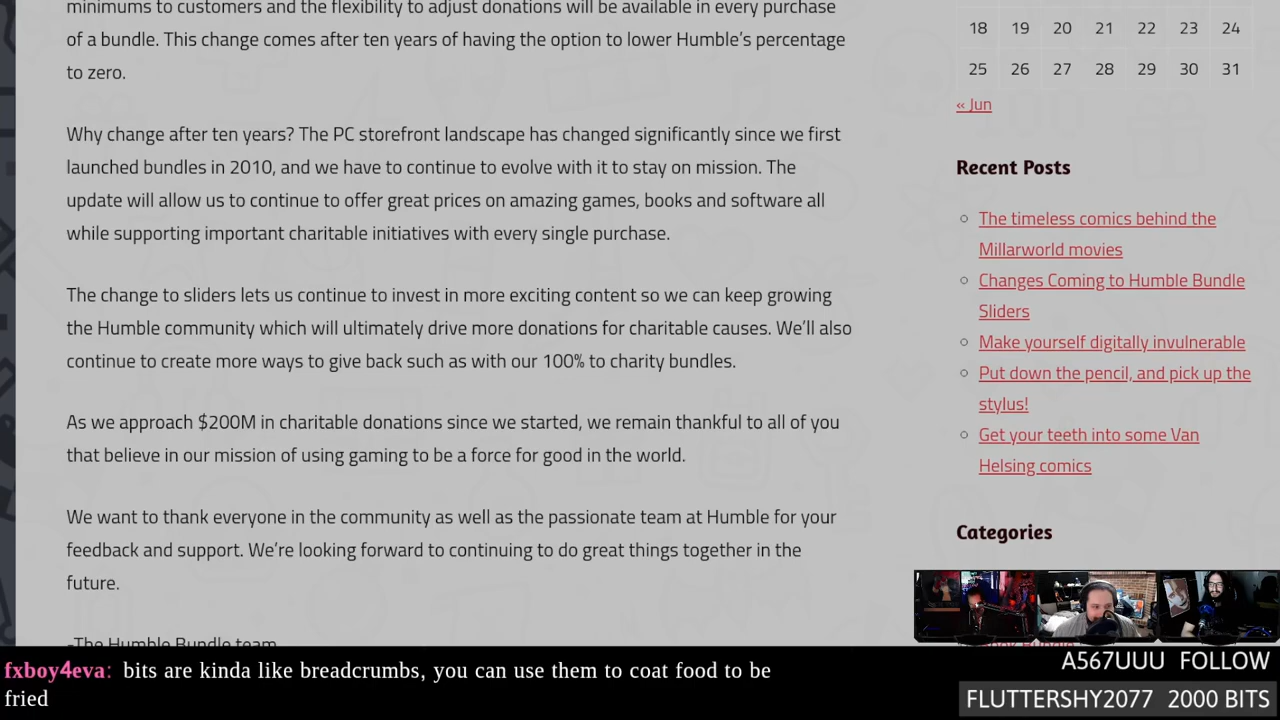 minimums to customers and the flexibility to adjust donations will be available in every purchase
of a bundle. This change comes after ten years of having the option to lower Humble's percentage
to zero.
Why change after ten years? The PC storefront landscape has changed significantly since we first
launched bundles in 2010, and we have to continue to evolve with it to stay on mission. The
update will allow us to continue to offer great prices on amazing games, books and software all
while supporting important charitable initiatives with every single purchase.
The change to sliders lets us continue to invest in more exciting content so we can keep growing
the Humble community which will ultimately drive more donations for charitable causes. We'll also
continue to create more ways to give back such as with our 100% to charity bundles.
As we approach $200M in charitable donations since we started, we remain thankful to all of you
that believe in our mission of using gaming to be a force for good in the world.
We want to thank everyone in the community as well as the passionate team at Humble for your
feedback and support. We're looking forward to continuing to do great things together in the
future.
-The Humble Bundle team
18 19 20 21 22 23 24
25 26 27 28 29 30 31
« Jun
Recent Posts
The timeless comics behind the
Millarworld movies
Changes Coming to Humble Bundle
Sliders
Make yourself digitally invulnerable
Put down the pencil, and pick up the
stylus!
Get your teeth into some Van
Helsing comics
Categories
fxboy4eva: bits are kinda like breadcrumbs, you can use them to coat food to be
fried
A567UUU FOLLOW
FLUTTERSHY2077 2000 BITS